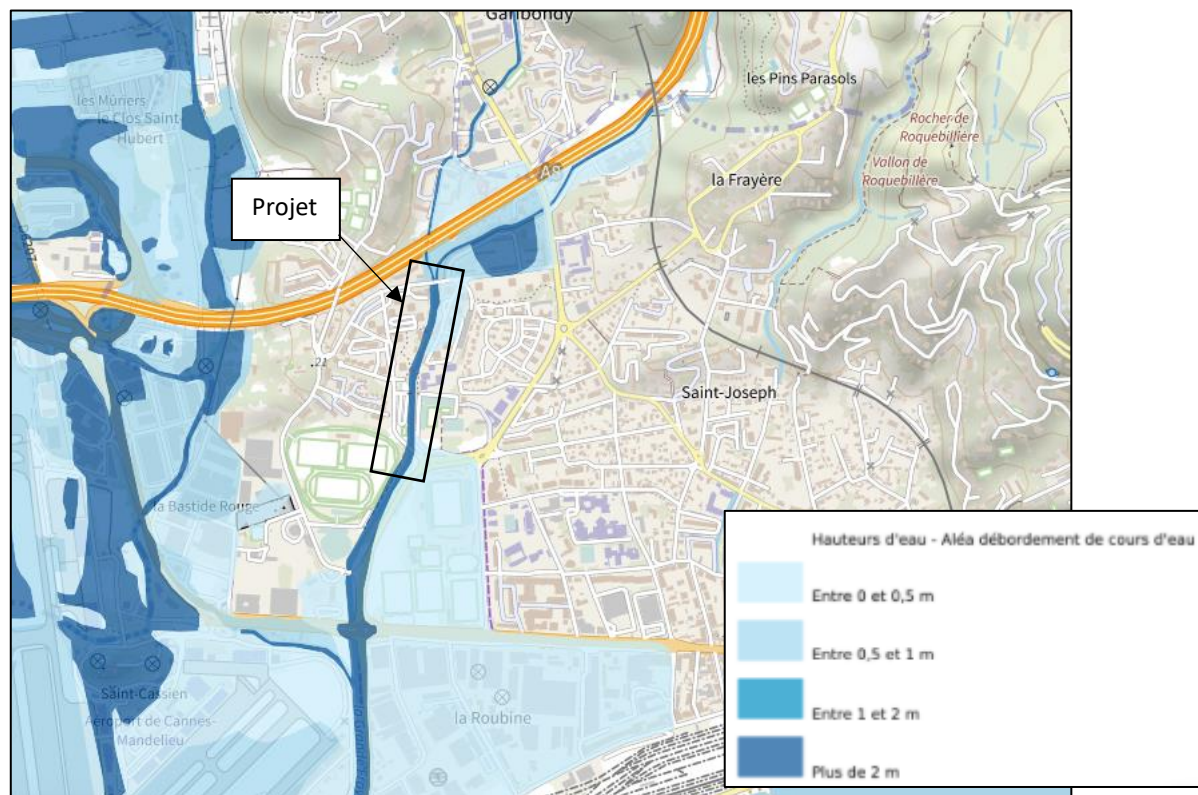 Garibondy
les Pins Parasols
les Mûriers
le Clos Saint-
Hubert
Rocher de
Roquebillière
Vallon de
Roquebillière
A8
la Frayère
Projet
21
Saint-Joseph
la Bastide Rouge
Saint-Cassien
Aéroport de Cannes-
Mandelieu
la Roubine
Hauteurs d'eau - Aléa débordement de cours d'eau
Entre 0 et 0,5 m
Entre 0,5 et 1 m
Entre 1 et 2 m
Plus de 2 m